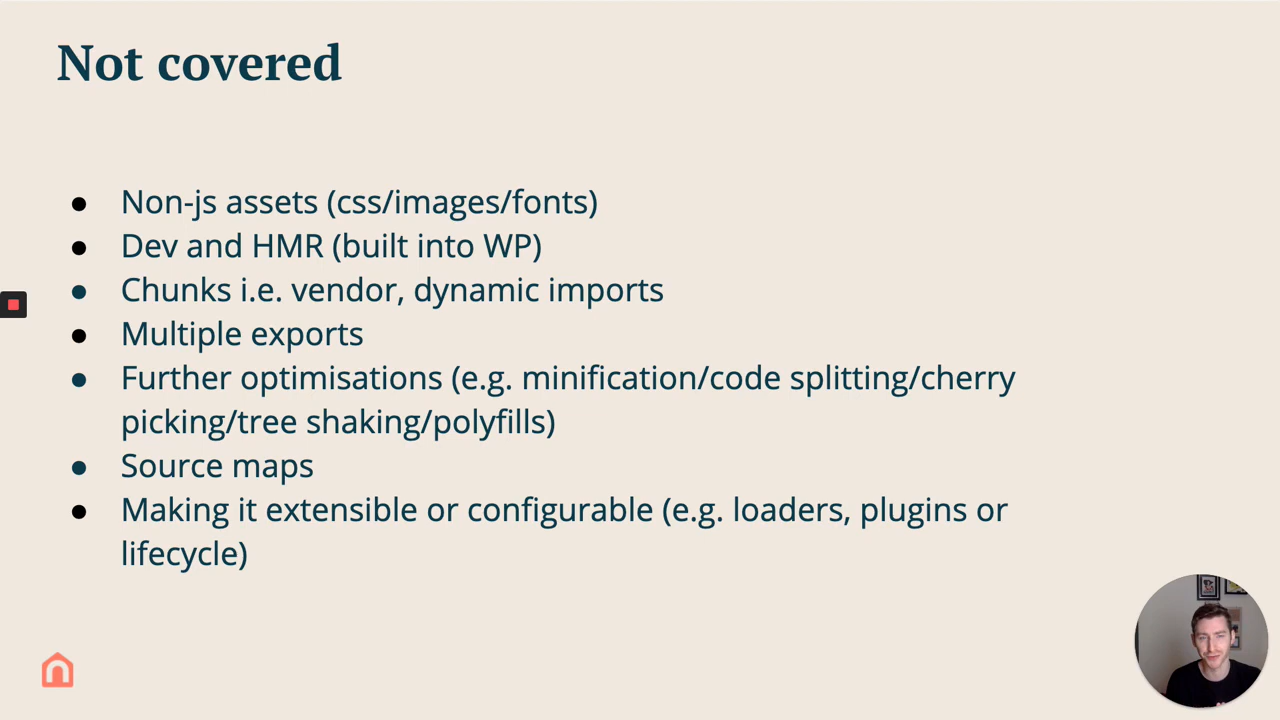 Not covered
● Non-js assets (css/images/fonts)
● Dev and HMR (built into WP)
● Chunks i.e. vendor, dynamic imports
● Multiple exports
● Further optimisations (e.g. minification/code splitting/cherry
picking/tree shaking/polyfills)
● Source maps
● Making it extensible or configurable (e.g. loaders, plugins or
lifecycle)